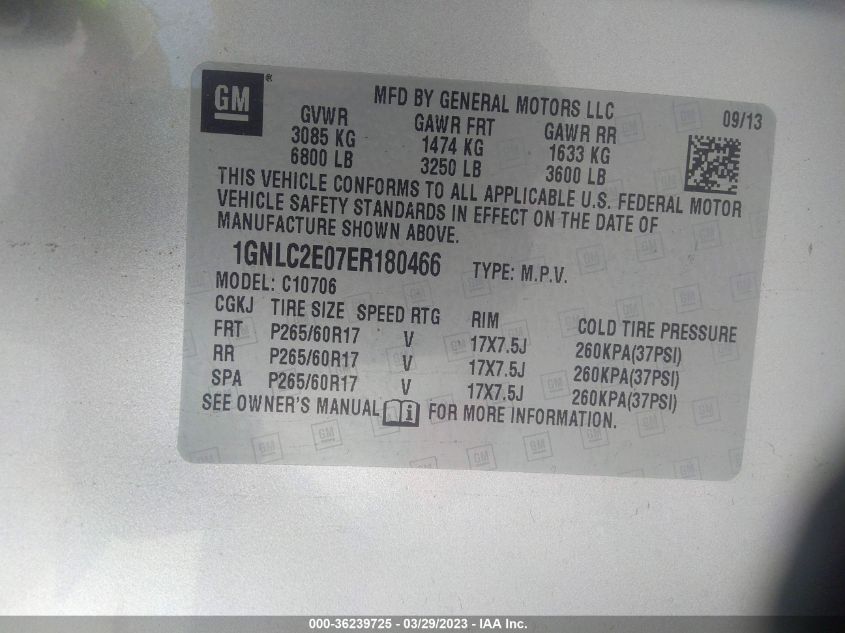 GM®
MFD BY GENERAL MOTORS LLC
09/13
GVWR GAWR FRT GAWR RR
3085 KG 1474 KG 1633 KG
6800 LB 3250 LB 3600 LB
THIS VEHICLE CONFORMS TO ALL APPLICABLE U.S. FEDERAL MOTOR
VEHICLE SAFETY STANDARDS IN EFFECT ON THE DATE OF
MANUFACTURE SHOWN ABOVE.
1GNLC2E07ER180466 TYPE: M.P.V.
MODEL: C10706
CGKJ TIRE SIZE SPEED RTG RIM COLD TIRE PRESSURE
FRT P265/60R17 V 17X7.5J 260KPA(37PSI)
RR P265/60R17 V 17X7.5J 260KPA(37PSI)
SPA P265/60R17 V 17X7.5J 260KPA(37PSI)
SEE OWNER'S MANUAL FOR MORE INFORMATION.
000-36239725 - 03/29/2023 - IAA Inc.